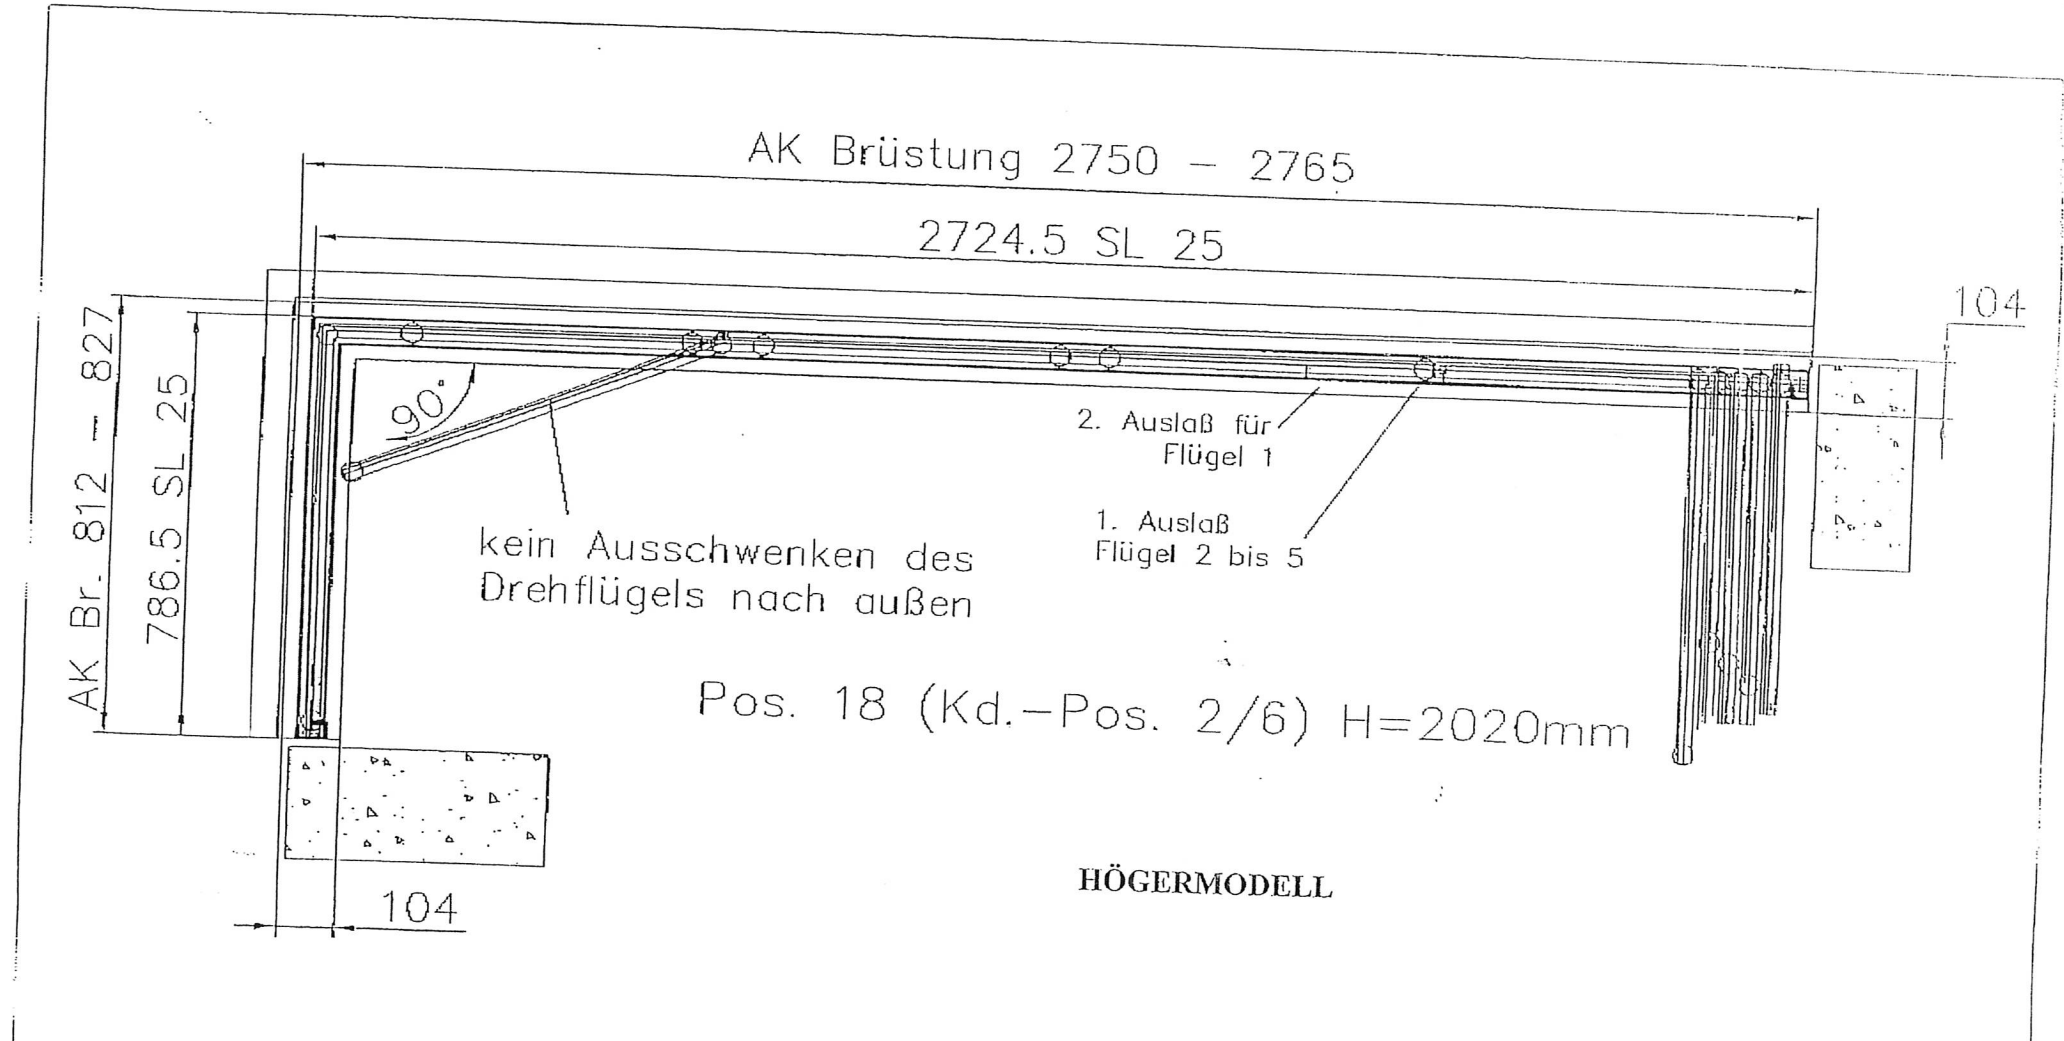 AK Brüstung 2750 – 2765
2724.5 SL 25
104
AK Br. 812 – 827
786.5 SL 25
90°
2. Auslaß für
Flügel 1
1. Auslaß
Flügel 2 bis 5
kein Ausschwenken des
Drehflügels nach außen
Pos. 18 (Kd.–Pos. 2/6) H=2020mm
HÖGERMODELL
104